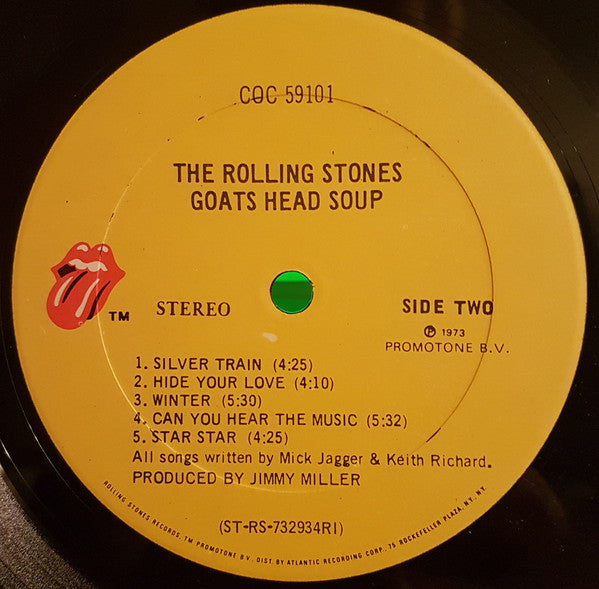 COC 59101
THE ROLLING STONES
GOATS HEAD SOUP
TM
STEREO
SIDE TWO
℗ 1973
PROMOTONE B.V.
1. SILVER TRAIN (4:25)
2. HIDE YOUR LOVE (4:10)
3. WINTER (5:30)
4. CAN YOU HEAR THE MUSIC (5:32)
5. STAR STAR (4:25)
All songs written by Mick Jagger & Keith Richard.
PRODUCED BY JIMMY MILLER
(ST-RS-732934RI)
ROLLING STONES RECORDS, TM PROMOTONE B.V. DIST. BY ATLANTIC RECORDING CORP., 75 ROCKEFELLER PLAZA, NY. NY.